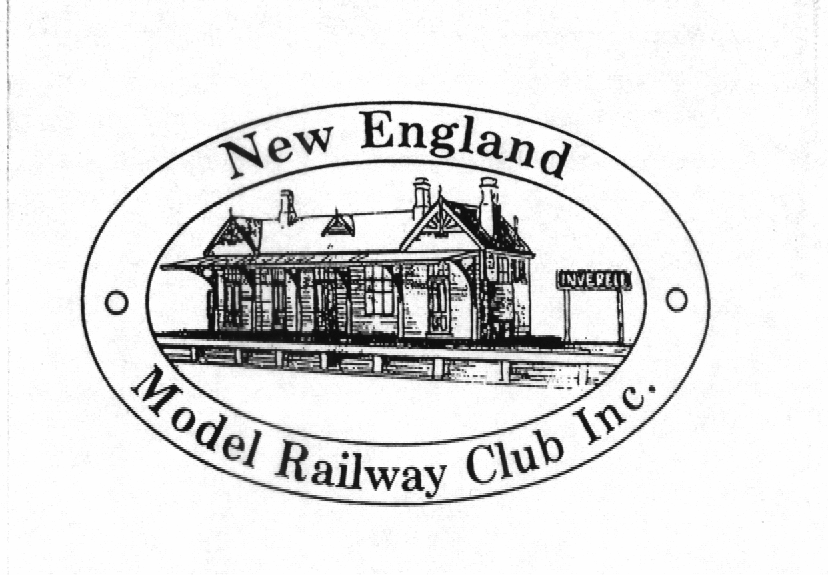 New England
INVERELL
Model Railway Club Inc.